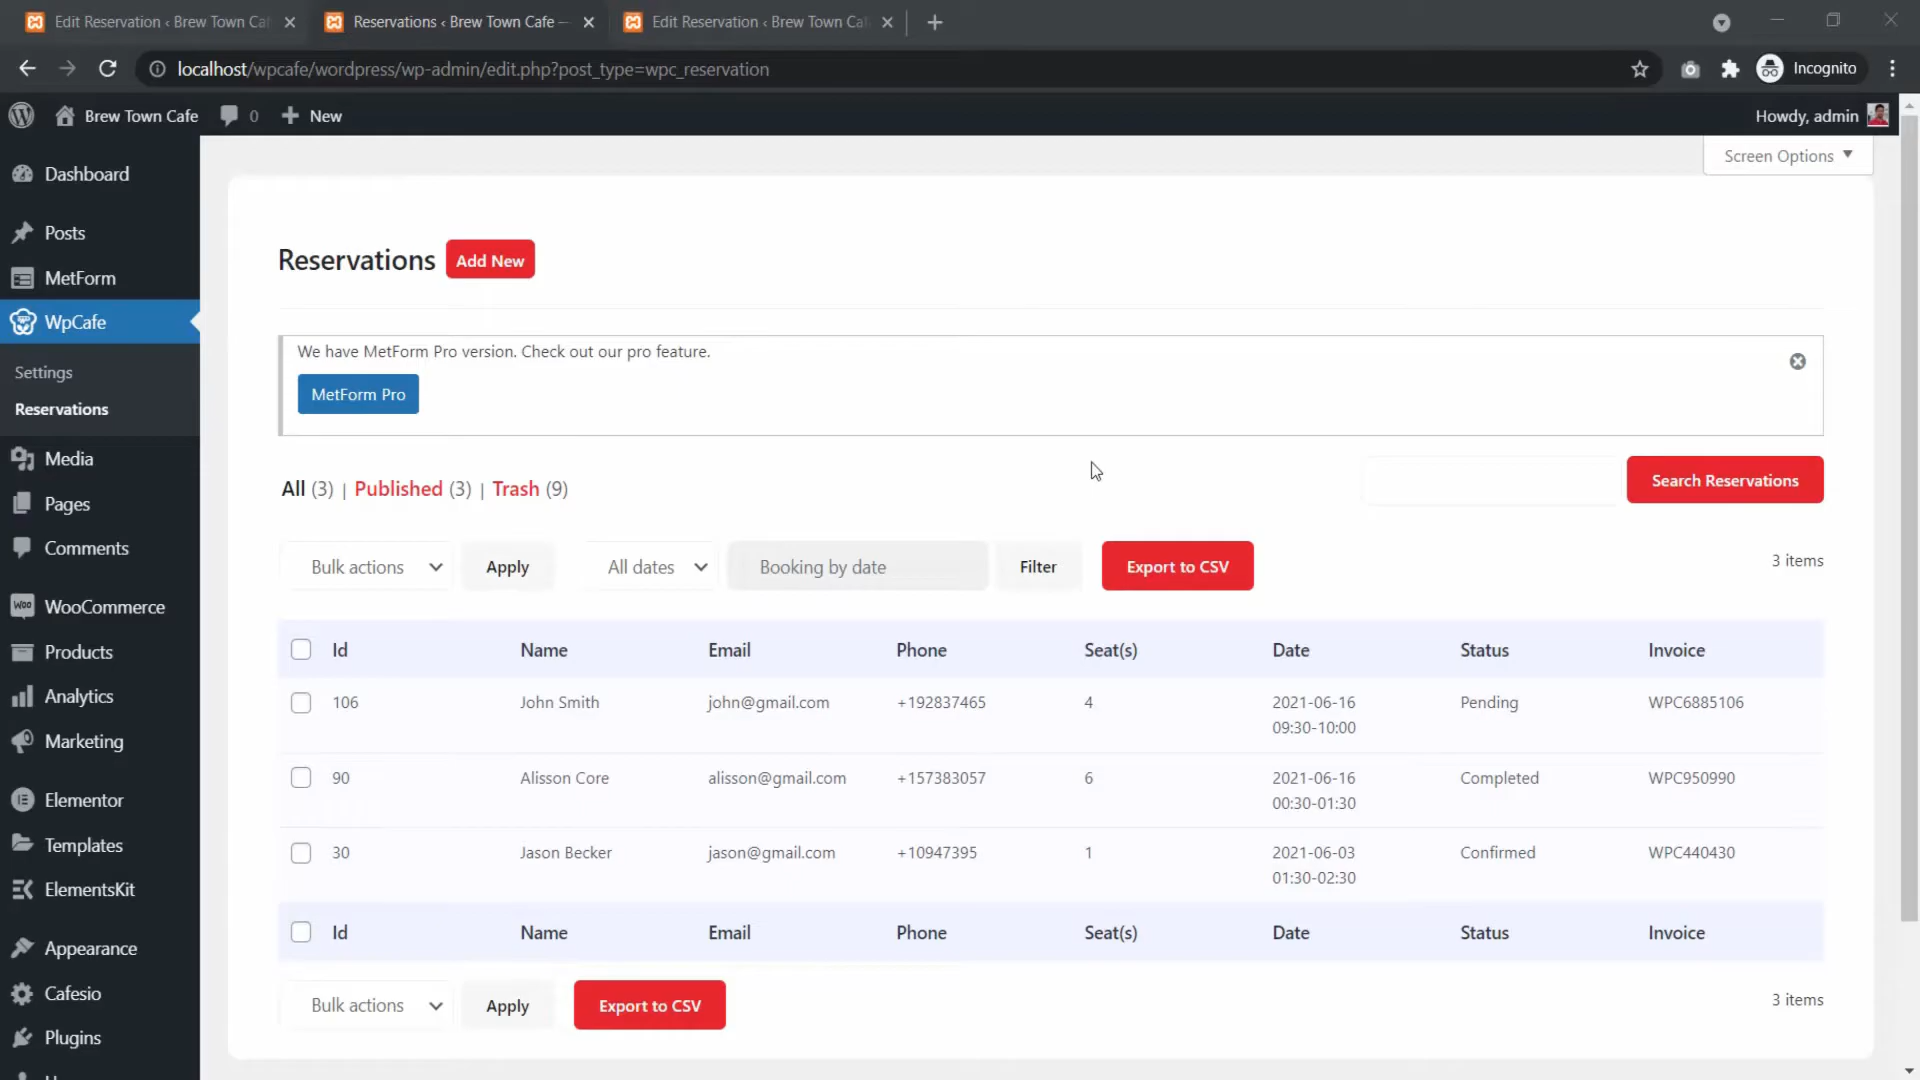 Edit Reservation ‹ Brew Town Caf
Reservations ‹ Brew Town Cafe —
Edit Reservation ‹ Brew Town Caf
localhost/wpcafe/wordpress/wp-admin/edit.php?post_type=wpc_reservation
Incognito
Brew Town Cafe
0
New
Howdy, admin
Screen Options
Dashboard
Posts
MetForm
WpCafe
Settings
Reservations
Media
Pages
Comments
WooCommerce
Products
Analytics
Marketing
Elementor
Templates
ElementsKit
Appearance
Cafesio
Plugins
Reservations
Add New
We have MetForm Pro version. Check out our pro feature.
MetForm Pro
All (3) | Published (3) | Trash (9)
Search Reservations
Bulk actions
Apply
All dates
Booking by date
Filter
Export to CSV
3 items
Id Name Email Phone Seat(s) Date Status Invoice
106 John Smith john@gmail.com +192837465 4 2021-06-16 Pending WPC6885106
09:30-10:00
90 Alisson Core alisson@gmail.com +157383057 6 2021-06-16 Completed WPC950990
00:30-01:30
30 Jason Becker jason@gmail.com +10947395 1 2021-06-03 Confirmed WPC440430
01:30-02:30
Id Name Email Phone Seat(s) Date Status Invoice
Bulk actions
Apply
Export to CSV
3 items